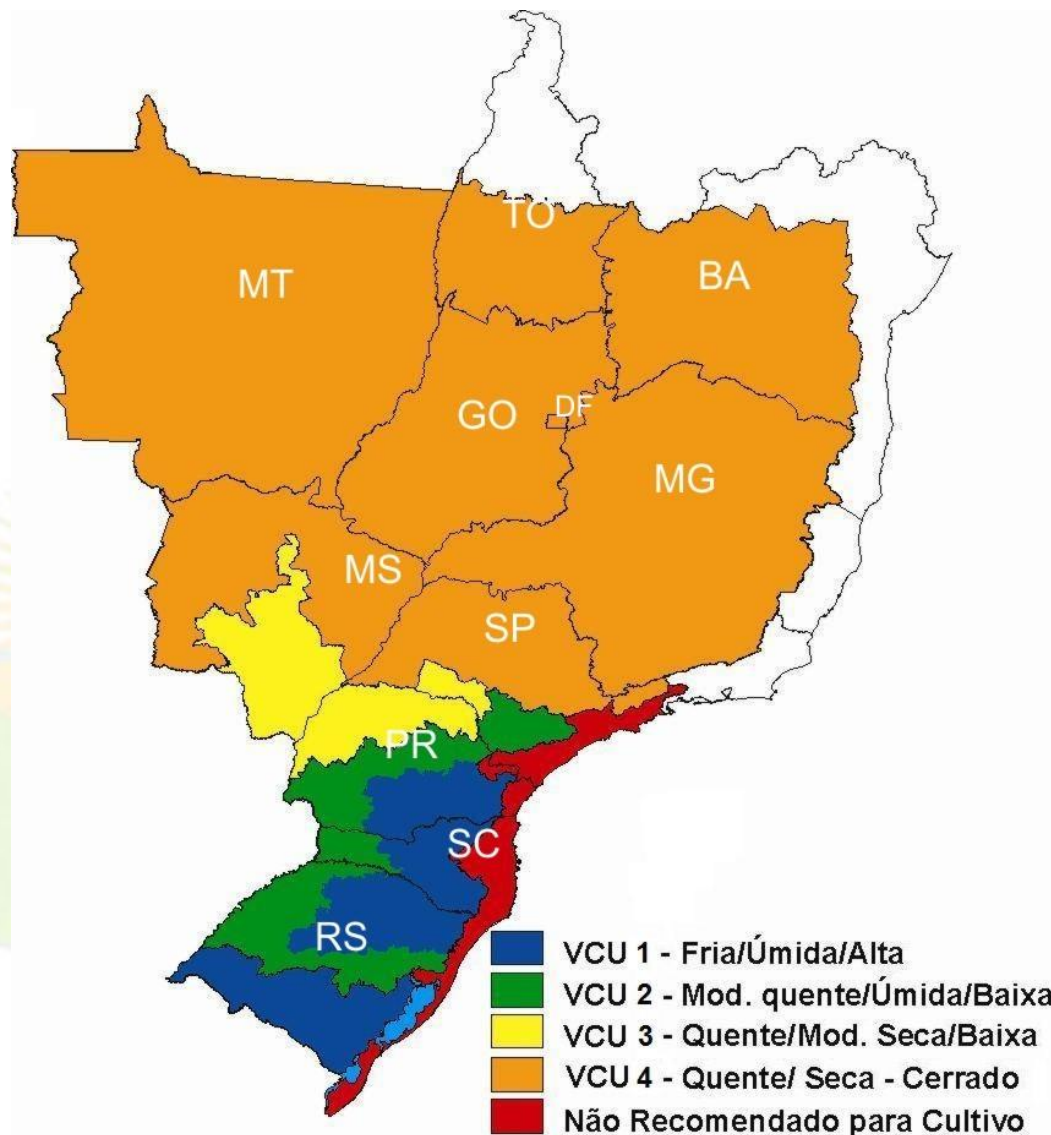 TO
MT
BA
GO
DF
MG
MS
SP
PR
SC
RS
VCU 1 - Fria/Úmida/Alta
VCU 2 - Mod. quente/Úmida/Baixa
VCU 3 - Quente/Mod. Seca/Baixa
VCU 4 - Quente/ Seca - Cerrado
Não Recomendado para Cultivo